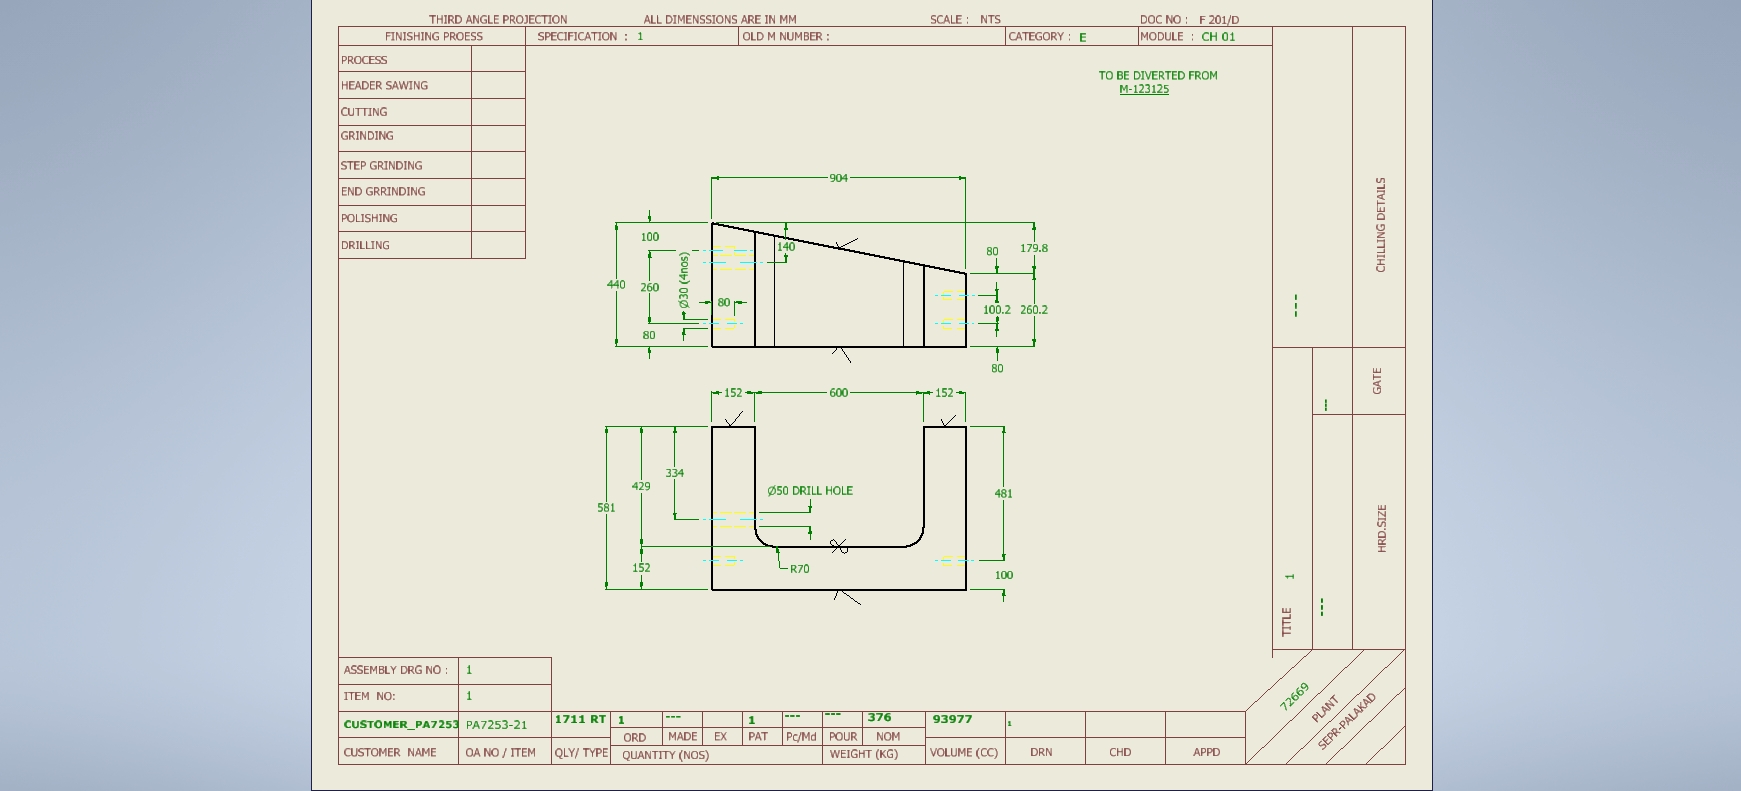 THIRD ANGLE PROJECTION ALL DIMENSSIONS ARE IN MM SCALE : NTS DOC NO : F 201/D
FINISHING PROESS SPECIFICATION : 1 OLD M NUMBER : CATEGORY : E MODULE : CH 01
PROCESS
HEADER SAWING
CUTTING
GRINDING
STEP GRINDING
END GRRINDING
POLISHING
DRILLING
TO BE DIVERTED FROM
M-123125
904
100
140
80
179.8
440
260
Ø30 (4nos)
80
100.2
260.2
80
80
152
600
152
334
429
581
Ø50 DRILL HOLE
481
152
R70
100
CHILLING DETAILS
---
GATE
---
HRD.SIZE
---
TITLE 1
72669
PLANT
SEPR-PALAKAD
ASSEMBLY DRG NO : 1
ITEM NO: 1
CUSTOMER_PA7253 PA7253-21 1711 RT 1 --- 1 --- --- 376 93977 1
ORD MADE EX PAT Pc/Md POUR NOM
CUSTOMER NAME OA NO / ITEM QLY/ TYPE QUANTITY (NOS) WEIGHT (KG) VOLUME (CC) DRN CHD APPD